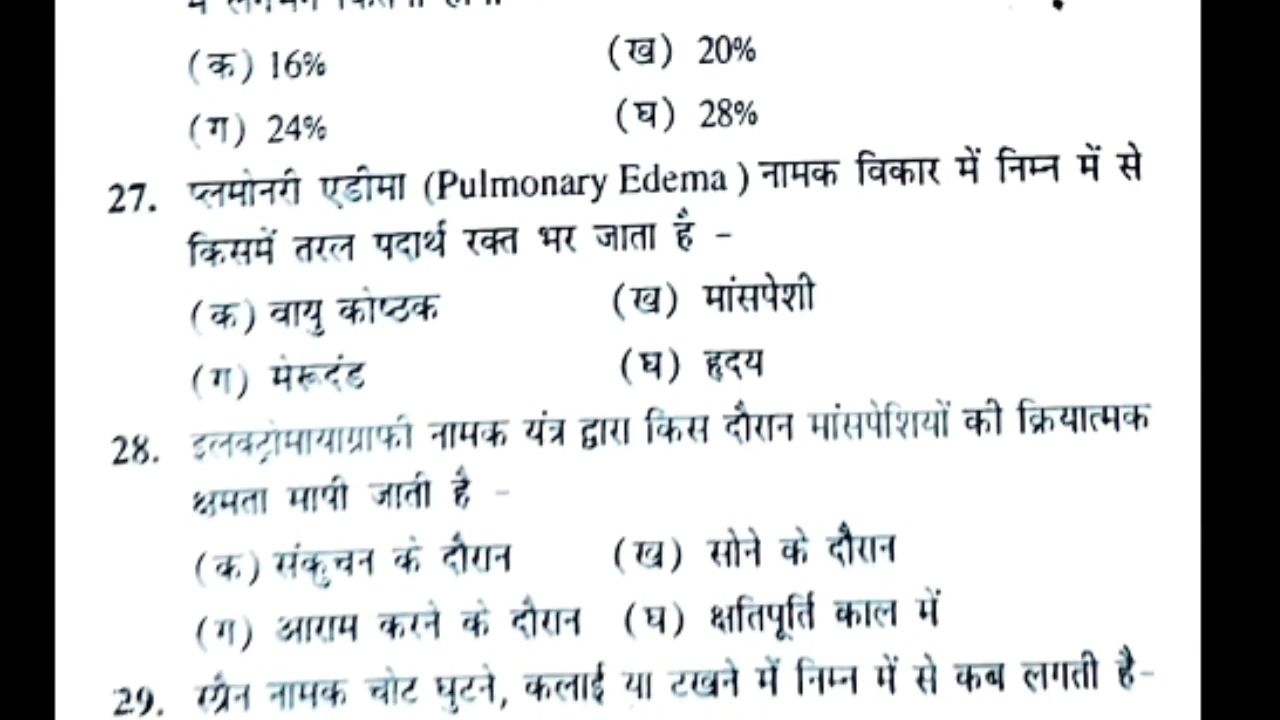 (क) 16%
(ख) 20%
(ग) 24%
(घ) 28%
27. प्लमोनरी एडीमा (Pulmonary Edema ) नामक विकार में निम्न में से
किसमें तरल पदार्थ रक्त भर जाता है –
(क) वायु कोष्ठक
(ख) मांसपेशी
(ग) मेरूदंड
(घ) हृदय
28. इलक्ट्रोमायाग्राफी नामक यंत्र द्वारा किस दौरान मांसपेशियों की क्रियात्मक
क्षमता मापी जाती है –
(क) संकुचन के दौरान
(ख) सोने के दौरान
(ग) आराम करने के दौरान
(घ) क्षतिपूर्ति काल में
29. स्प्रैन नामक चोट घुटने, कलाई या टखने में निम्न में से कब लगती है–